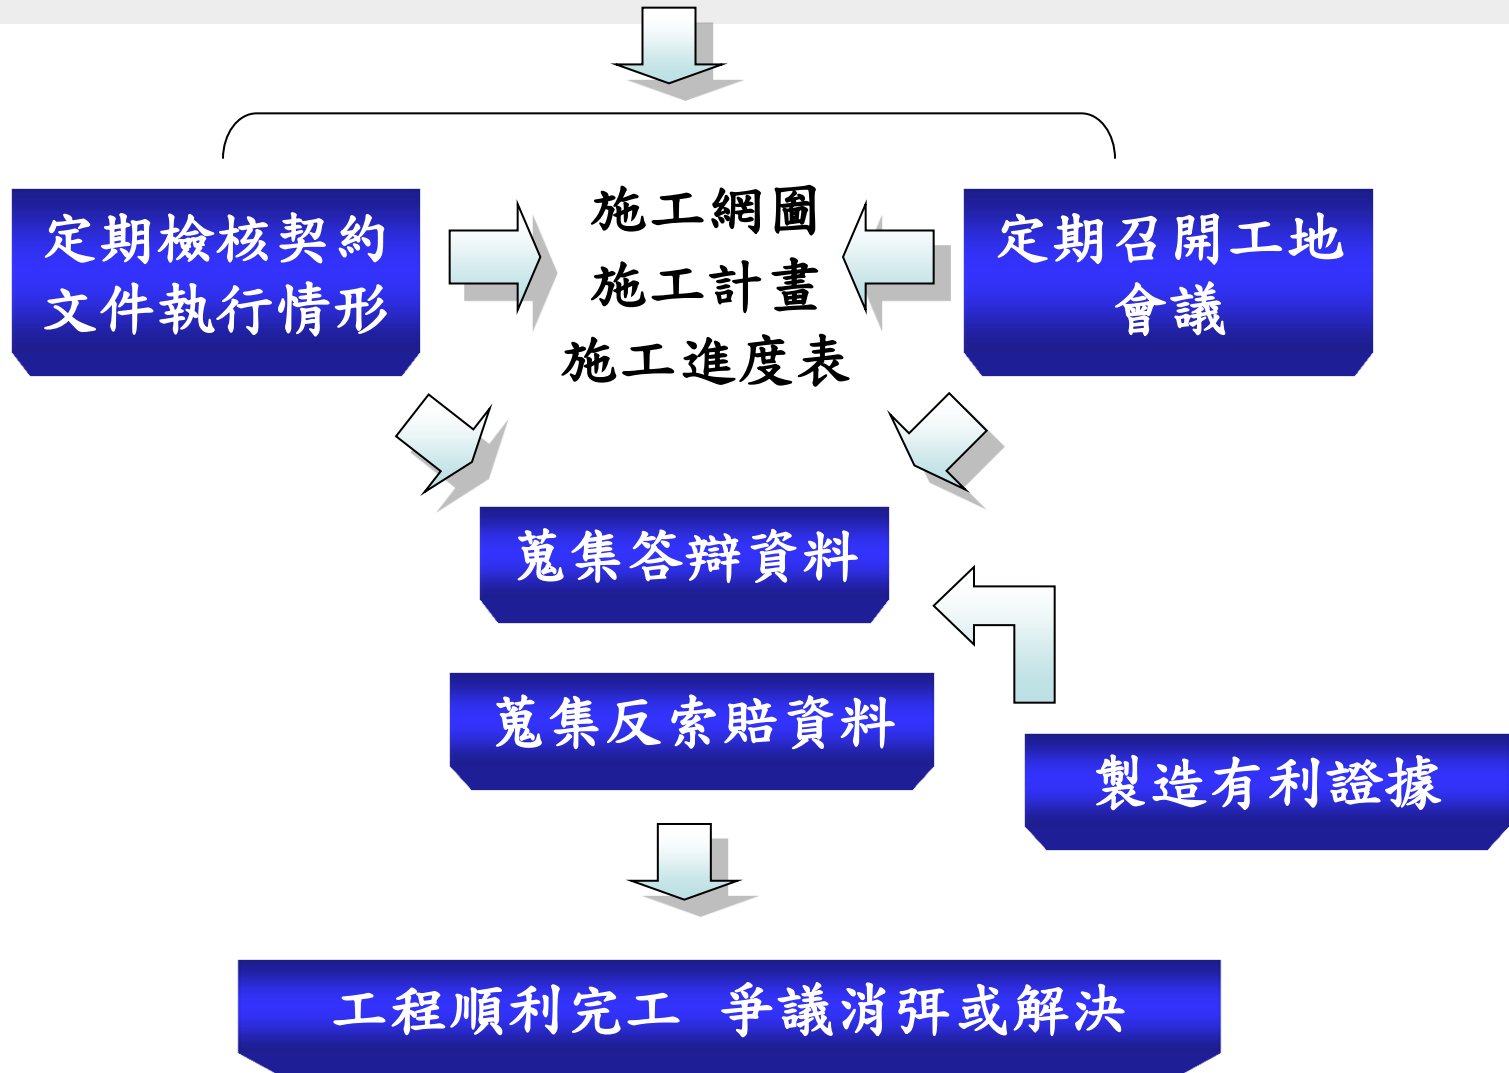 定期檢核契約
文件執行情形
施工網圖
施工計畫
施工進度表
定期召開工地
會議
蒐集答辯資料
蒐集反索賠資料
製造有利證據
工程順利完工 爭議消弭或解決